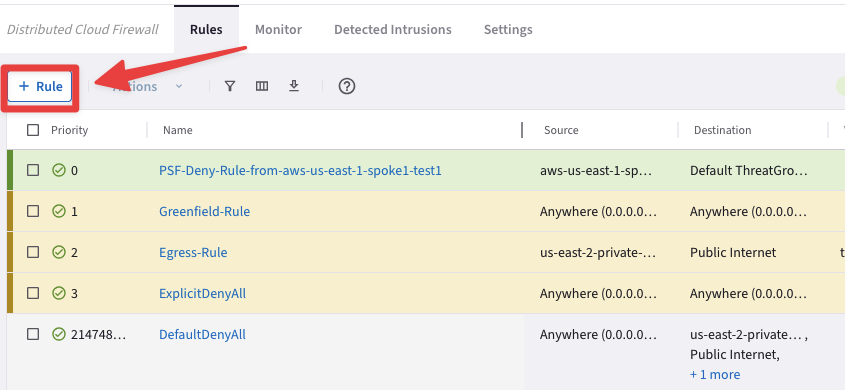 Distributed Cloud Firewall Rules Monitor Detected Intrusions Settings
+ Rule Actions ?
Priority Name Source Destination
0 PSF-Deny-Rule-from-aws-us-east-1-spoke1-test1 aws-us-east-1-sp... Default ThreatGro...
1 Greenfield-Rule Anywhere (0.0.0.0... Anywhere (0.0.0.0...
2 Egress-Rule us-east-2-private-... Public Internet
3 ExplicitDenyAll Anywhere (0.0.0.0... Anywhere (0.0.0.0...
214748... DefaultDenyAll Anywhere (0.0.0.0... us-east-2-private... ,
Public Internet,
+ 1 more